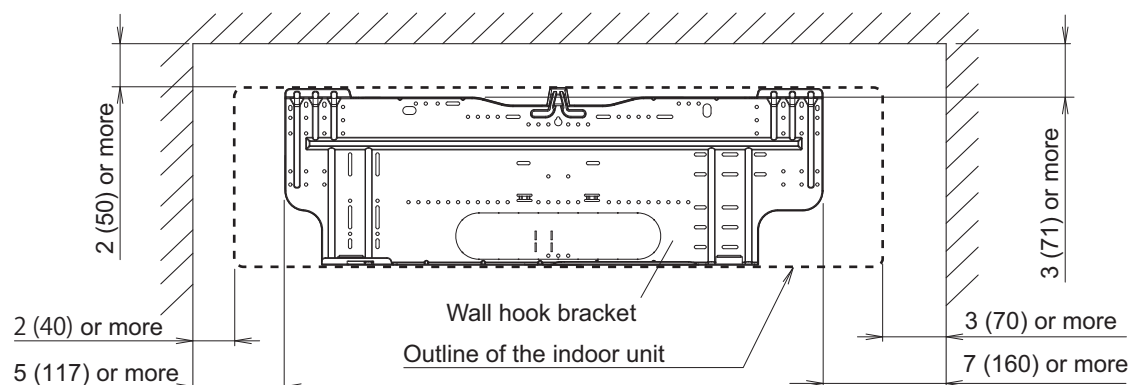 2 (50) or more
3 (71) or more
Wall hook bracket
2 (40) or more
3 (70) or more
Outline of the indoor unit
5 (117) or more
7 (160) or more